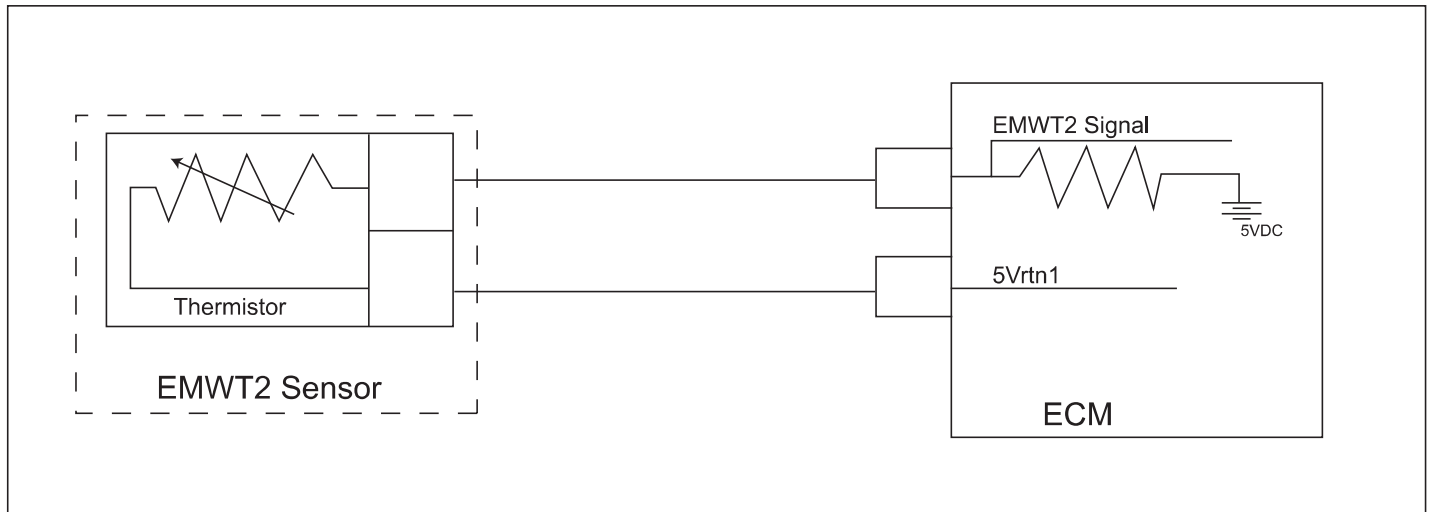 EMWT2 Signal
5VDC
5Vrtn1
Thermistor
EMWT2 Sensor
ECM